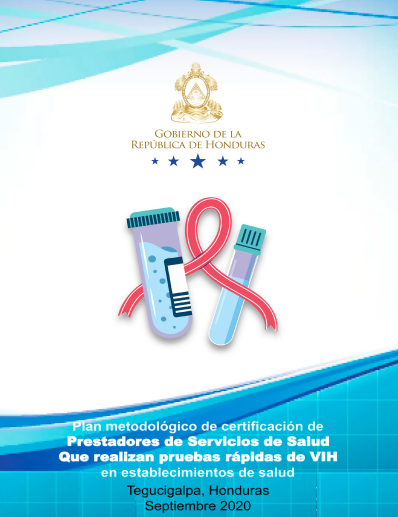 GOBIERNO DE LA
REPÚBLICA DE HONDURAS
Plan metodológico de certificación de
Prestadores de Servicios de Salud
Que realizan pruebas rápidas de VIH
en establecimientos de salud
Tegucigalpa, Honduras
Septiembre 2020